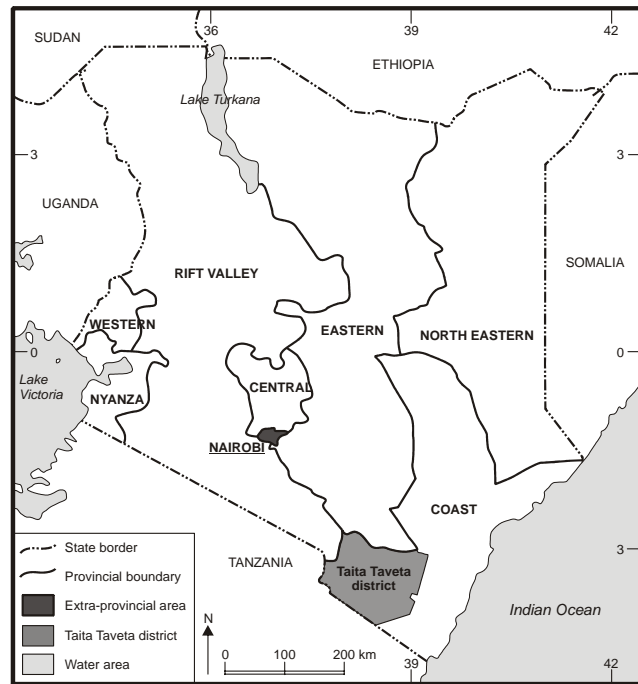 36
39
42
SUDAN
ETHIOPIA
Lake Turkana
3
3
UGANDA
SOMALIA
RIFT VALLEY
WESTERN
EASTERN
NORTH EASTERN
0
0
Lake
Victoria
NYANZA
CENTRAL
NAIROBI
COAST
State border
TANZANIA
3
Provincial boundary
Taita Taveta
district
Extra-provincial area
Indian Ocean
Taita Taveta district
N
Water area
0
100
200 km
39
42